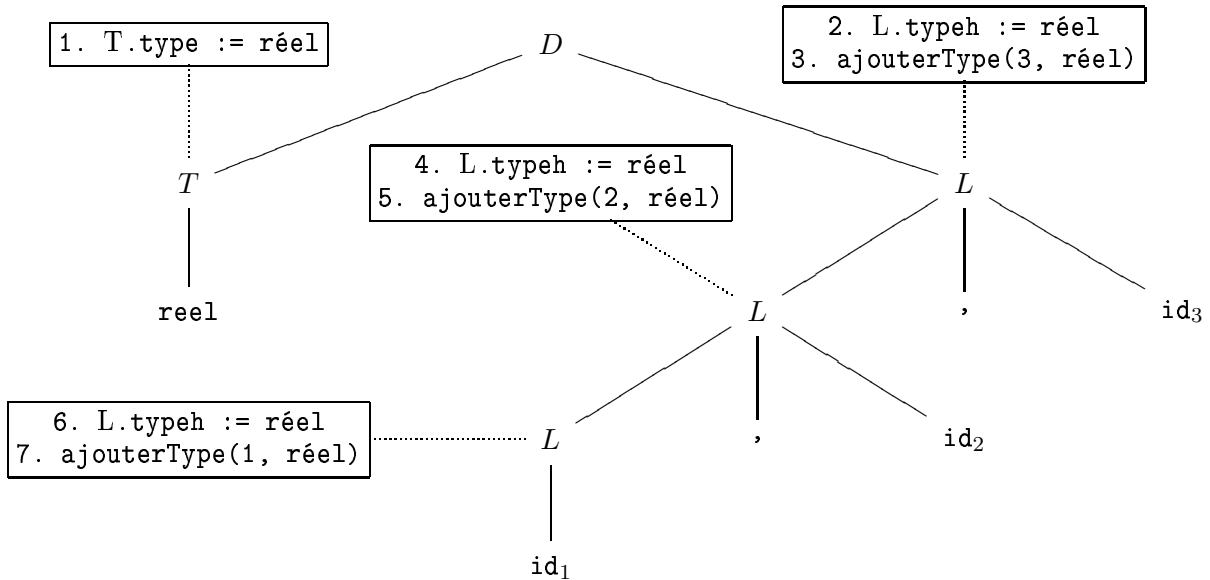 1. T.type := réel
D
2. L.typeh := réel
3. ajouterType(3, réel)
4. L.typeh := réel
5. ajouterType(2, réel)
T
L
reel
L
,
id3
6. L.typeh := réel
7. ajouterType(1, réel)
L
,
id2
id1